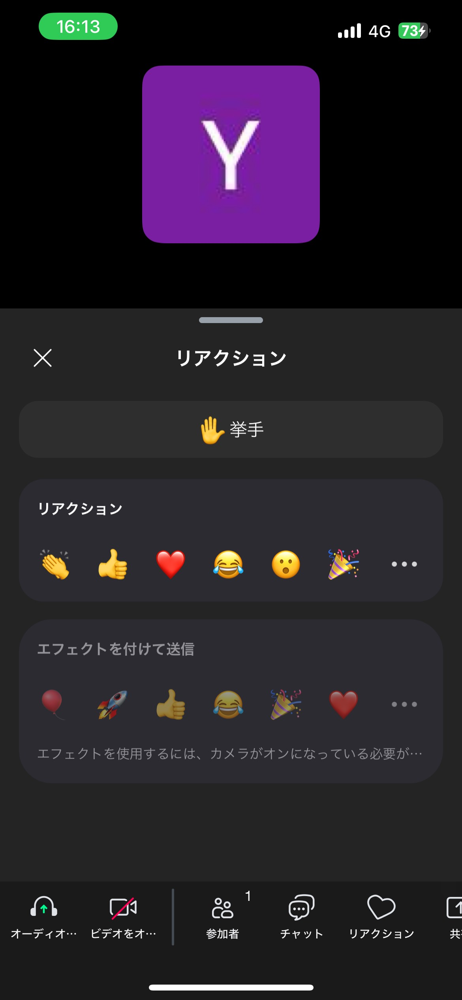 16:13
4G 73
Y
リアクション
挙手
リアクション
エフェクトを付けて送信
エフェクトを使用するには、カメラがオンになっている必要が…
1
オーディオ… ビデオをオ… 参加者 チャット リアクション 共